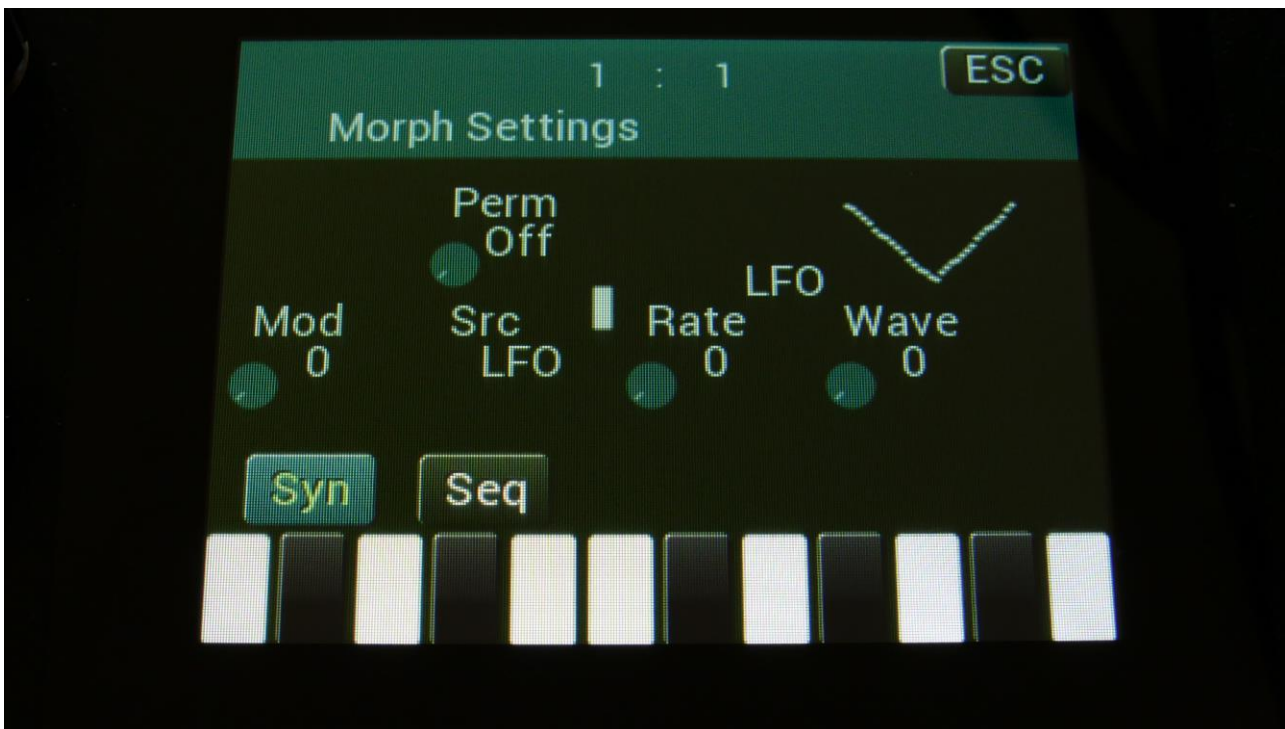 1 : 1 ESC
Morph Settings
Perm
Off
LFO
Mod Src Rate Wave
0 LFO 0 0
Syn Seq